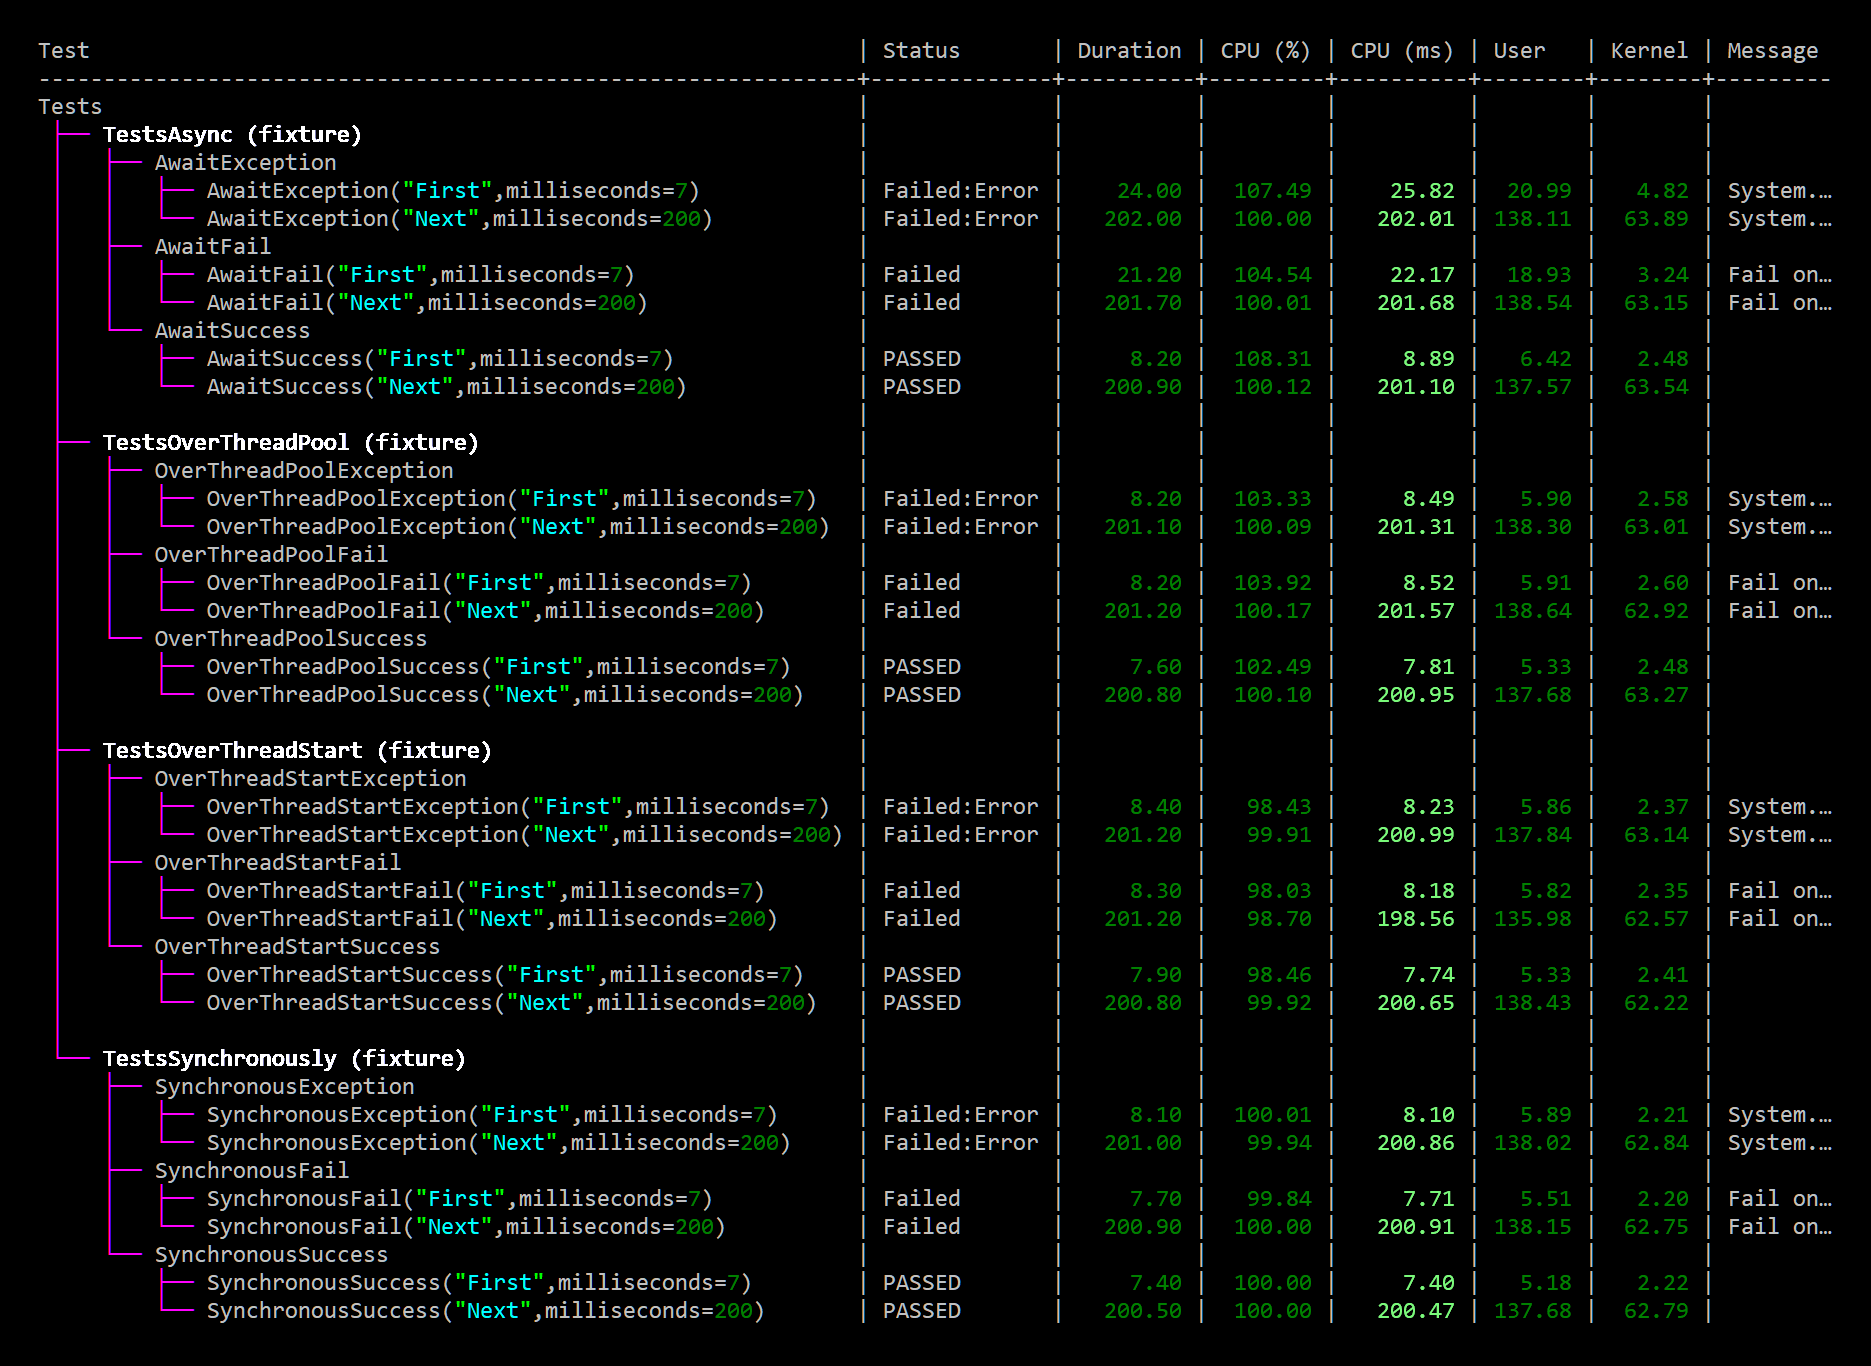 Test | Status | Duration | CPU (%) | CPU (ms) | User | Kernel | Message
---------------------------------------------------------------+--------------+----------+---------+----------+--------+--------+---------
Tests
TestsAsync (fixture)
AwaitException
AwaitException("First",milliseconds=7) | Failed:Error | 24.00 | 107.49 | 25.82 | 20.99 | 4.82 | System.…
AwaitException("Next",milliseconds=200) | Failed:Error | 202.00 | 100.00 | 202.01 | 138.11 | 63.89 | System.…
AwaitFail
AwaitFail("First",milliseconds=7) | Failed | 21.20 | 104.54 | 22.17 | 18.93 | 3.24 | Fail on…
AwaitFail("Next",milliseconds=200) | Failed | 201.70 | 100.01 | 201.68 | 138.54 | 63.15 | Fail on…
AwaitSuccess
AwaitSuccess("First",milliseconds=7) | PASSED | 8.20 | 108.31 | 8.89 | 6.42 | 2.48 |
AwaitSuccess("Next",milliseconds=200) | PASSED | 200.90 | 100.12 | 201.10 | 137.57 | 63.54 |
TestsOverThreadPool (fixture)
OverThreadPoolException
OverThreadPoolException("First",milliseconds=7) | Failed:Error | 8.20 | 103.33 | 8.49 | 5.90 | 2.58 | System.…
OverThreadPoolException("Next",milliseconds=200) | Failed:Error | 201.10 | 100.09 | 201.31 | 138.30 | 63.01 | System.…
OverThreadPoolFail
OverThreadPoolFail("First",milliseconds=7) | Failed | 8.20 | 103.92 | 8.52 | 5.91 | 2.60 | Fail on…
OverThreadPoolFail("Next",milliseconds=200) | Failed | 201.20 | 100.17 | 201.57 | 138.64 | 62.92 | Fail on…
OverThreadPoolSuccess
OverThreadPoolSuccess("First",milliseconds=7) | PASSED | 7.60 | 102.49 | 7.81 | 5.33 | 2.48 |
OverThreadPoolSuccess("Next",milliseconds=200) | PASSED | 200.80 | 100.10 | 200.95 | 137.68 | 63.27 |
TestsOverThreadStart (fixture)
OverThreadStartException
OverThreadStartException("First",milliseconds=7) | Failed:Error | 8.40 | 98.43 | 8.23 | 5.86 | 2.37 | System.…
OverThreadStartException("Next",milliseconds=200) | Failed:Error | 201.20 | 99.91 | 200.99 | 137.84 | 63.14 | System.…
OverThreadStartFail
OverThreadStartFail("First",milliseconds=7) | Failed | 8.30 | 98.03 | 8.18 | 5.82 | 2.35 | Fail on…
OverThreadStartFail("Next",milliseconds=200) | Failed | 201.20 | 98.70 | 198.56 | 135.98 | 62.57 | Fail on…
OverThreadStartSuccess
OverThreadStartSuccess("First",milliseconds=7) | PASSED | 7.90 | 98.46 | 7.74 | 5.33 | 2.41 |
OverThreadStartSuccess("Next",milliseconds=200) | PASSED | 200.80 | 99.92 | 200.65 | 138.43 | 62.22 |
TestsSynchronously (fixture)
SynchronousException
SynchronousException("First",milliseconds=7) | Failed:Error | 8.10 | 100.01 | 8.10 | 5.89 | 2.21 | System.…
SynchronousException("Next",milliseconds=200) | Failed:Error | 201.00 | 99.94 | 200.86 | 138.02 | 62.84 | System.…
SynchronousFail
SynchronousFail("First",milliseconds=7) | Failed | 7.70 | 99.84 | 7.71 | 5.51 | 2.20 | Fail on…
SynchronousFail("Next",milliseconds=200) | Failed | 200.90 | 100.00 | 200.91 | 138.15 | 62.75 | Fail on…
SynchronousSuccess
SynchronousSuccess("First",milliseconds=7) | PASSED | 7.40 | 100.00 | 7.40 | 5.18 | 2.22 |
SynchronousSuccess("Next",milliseconds=200) | PASSED | 200.50 | 100.00 | 200.47 | 137.68 | 62.79 |